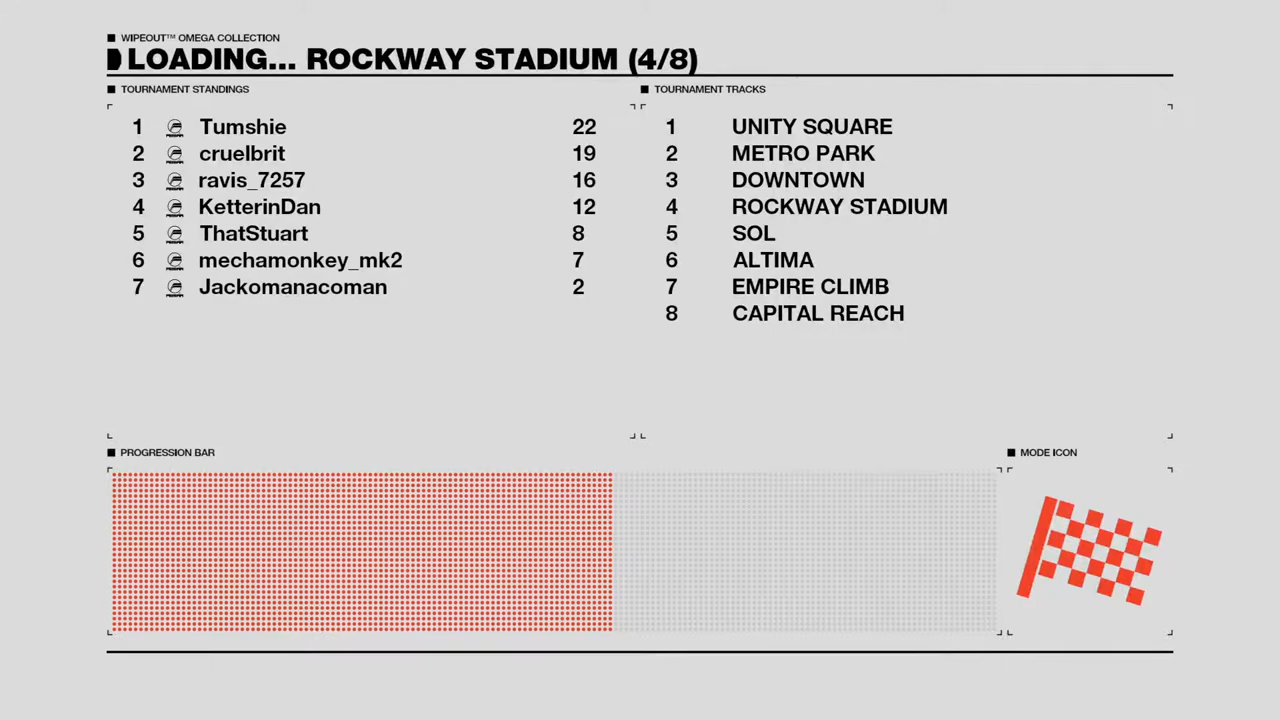 WIPEOUT™ OMEGA COLLECTION
LOADING... ROCKWAY STADIUM (4/8)
TOURNAMENT STANDINGS
1 Tumshie 22
2 cruelbrit 19
3 ravis_7257 16
4 KetterinDan 12
5 ThatStuart 8
6 mechamonkey_mk2 7
7 Jackomanacoman 2
TOURNAMENT TRACKS
1 UNITY SQUARE
2 METRO PARK
3 DOWNTOWN
4 ROCKWAY STADIUM
5 SOL
6 ALTIMA
7 EMPIRE CLIMB
8 CAPITAL REACH
PROGRESSION BAR
MODE ICON